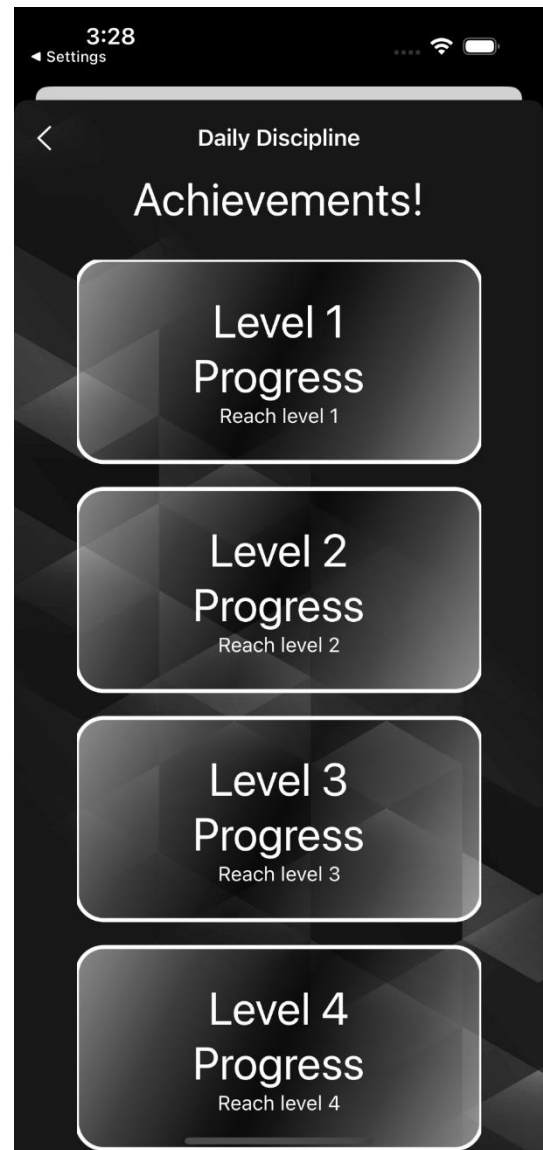 3:28
◀ Settings
Daily Discipline
Achievements!
Level 1
Progress
Reach level 1
Level 2
Progress
Reach level 2
Level 3
Progress
Reach level 3
Level 4
Progress
Reach level 4